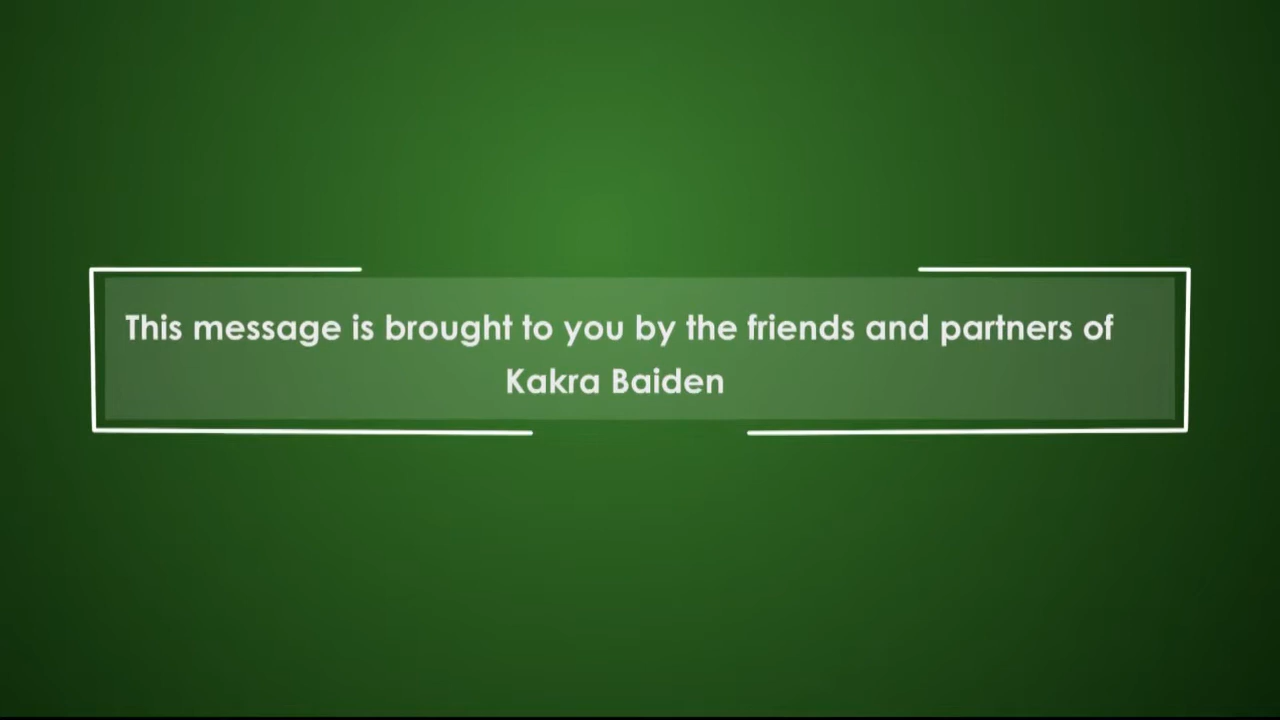 This message is brought to you by the friends and partners of
Kakra Baiden